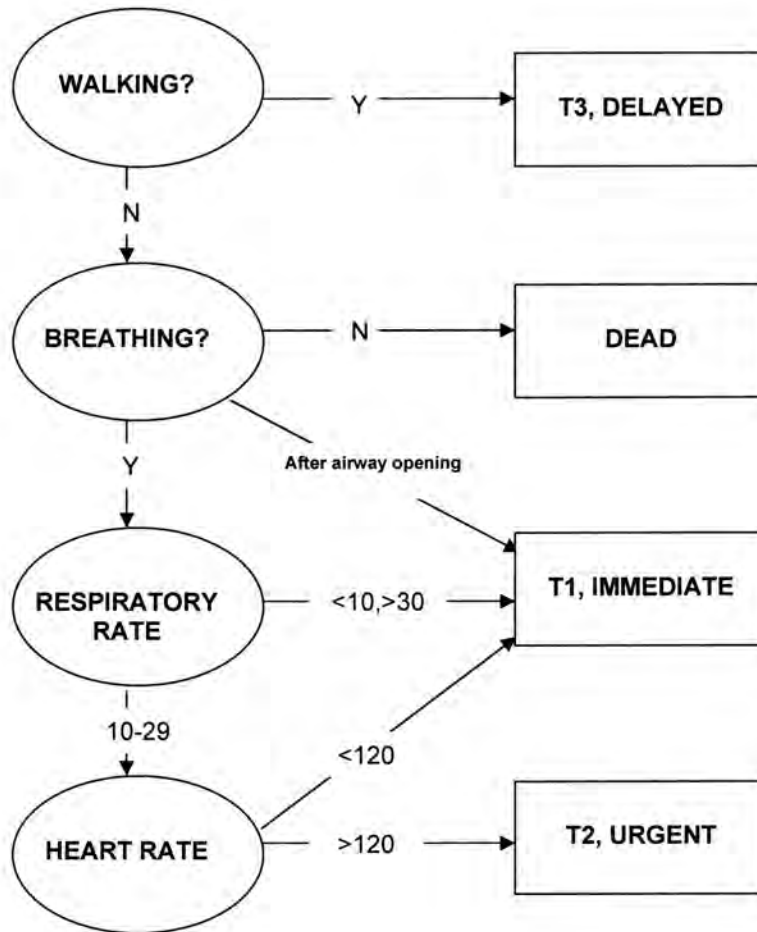 WALKING?
Y
T3, DELAYED
N
BREATHING?
N
DEAD
Y
After airway opening
RESPIRATORY
RATE
<10,>30
T1, IMMEDIATE
10-29
<120
HEART RATE
>120
T2, URGENT